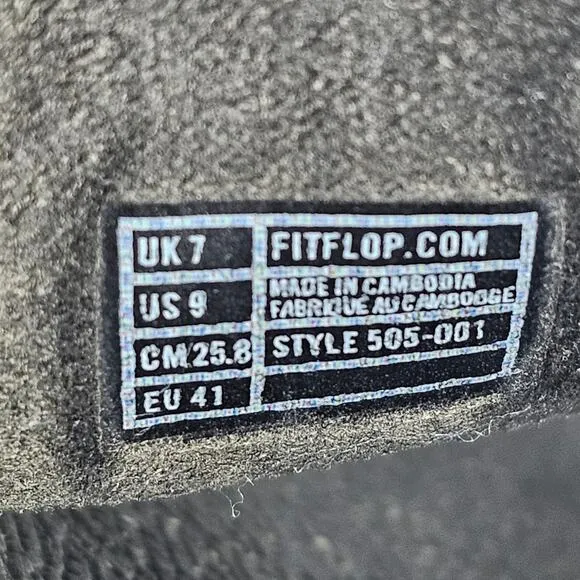 UK 7
US 9
CM 25.8
EU 41
FITFLOP.COM
MADE IN CAMBODIA
FABRIQUE AU CAMBODGE
STYLE 505-001